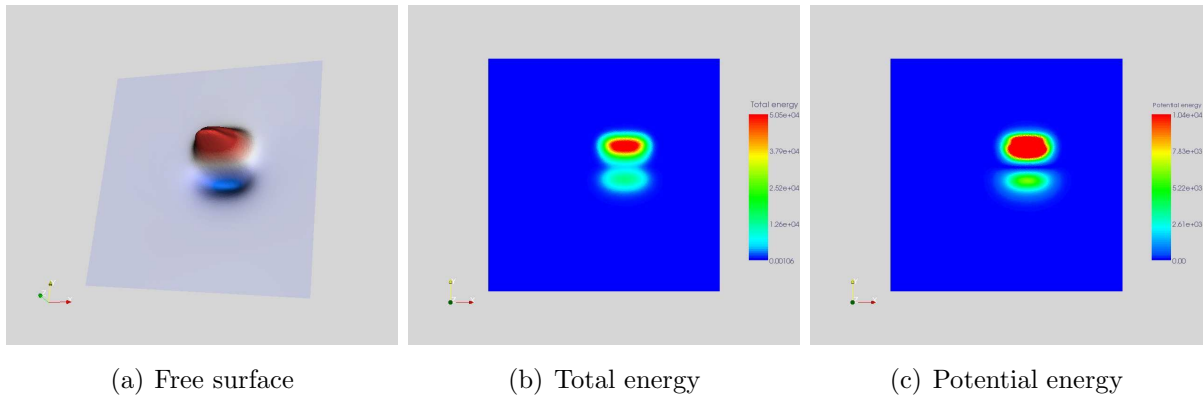 Total energy
5.05e+04
3.79e+04
2.52e+04
1.26e+04
0.00106
Potential energy
1.04e+04
7.83e+03
5.22e+03
2.61e+03
0.00
(a) Free surface
(b) Total energy
(c) Potential energy